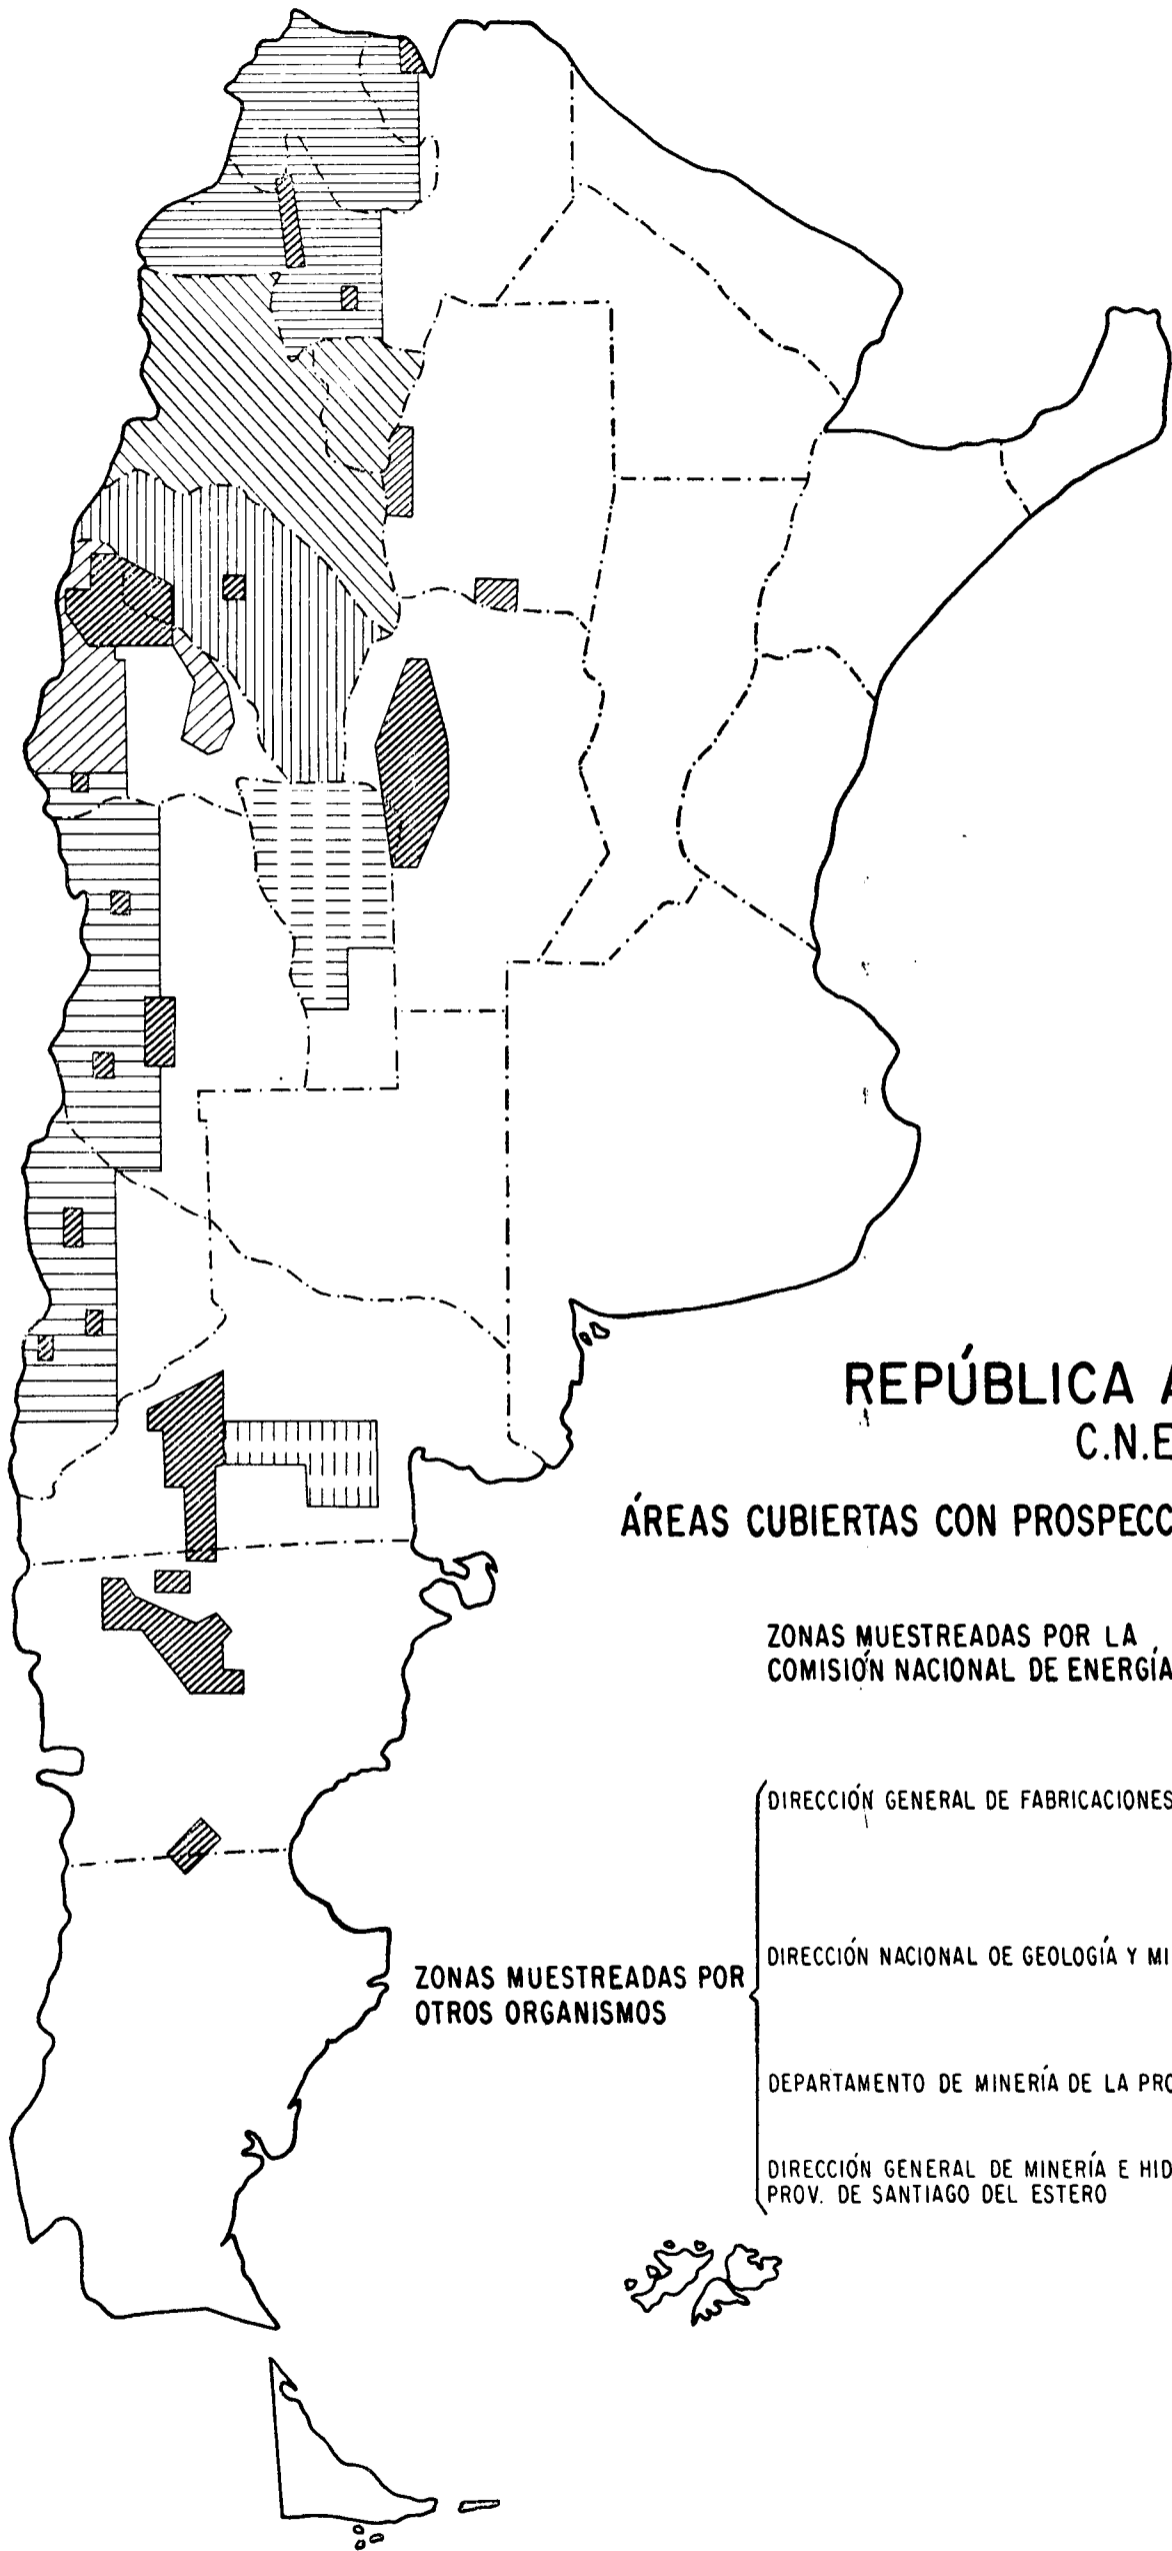 REPÚBLICA
C.N.E
ÁREAS CUBIERTAS CON PROSPECC
ZONAS MUESTREADAS POR LA
COMISIÓN NACIONAL DE ENERGÍA
DIRECCIÓN GENERAL DE FABRICACIONES
DIRECCIÓN NACIONAL DE GEOLOGÍA Y MI
ZONAS MUESTREADAS POR
OTROS ORGANISMOS
DEPARTAMENTO DE MINERÍA DE LA PRO
DIRECCIÓN GENERAL DE MINERÍA E HID
PROV. DE SANTIAGO DEL ESTERO